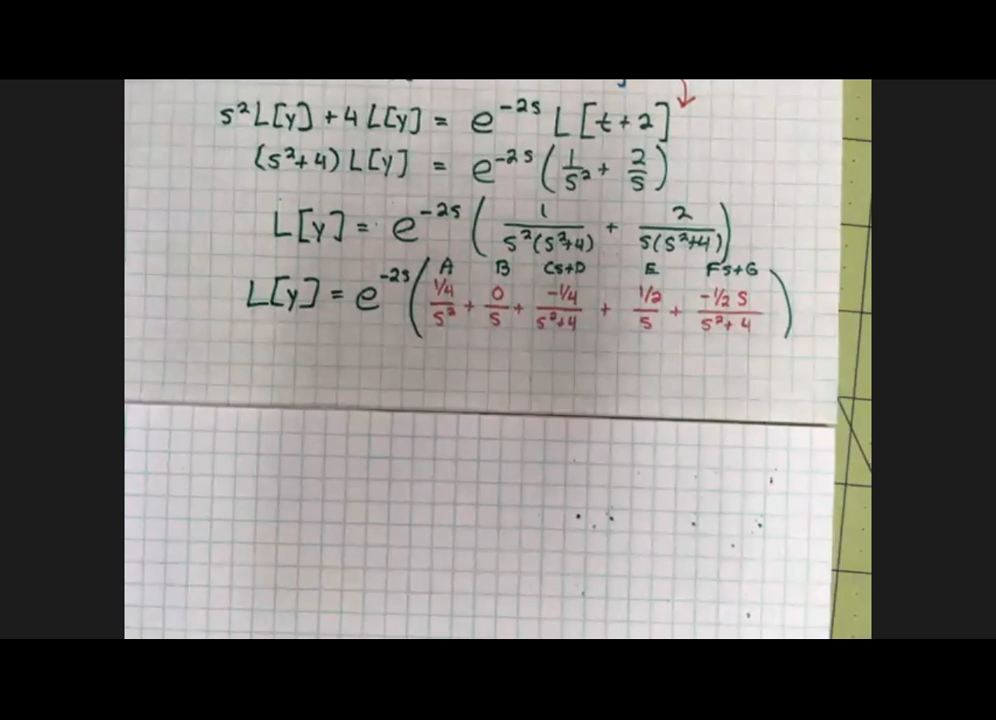 s²L[y] + 4 L[y] = e^-2s L[t+2]
(s²+4) L[y] = e^-2s (1/s² + 2/s)
L[y] = e^-2s (1/s²(s²+4) + 2/s(s²+4))
A B Cs+D E Fs+G
L[y] = e^-2s (1/4/s² + 0/s + -1/4/s²+4 + 1/2/s + -1/2 s/s²+4)